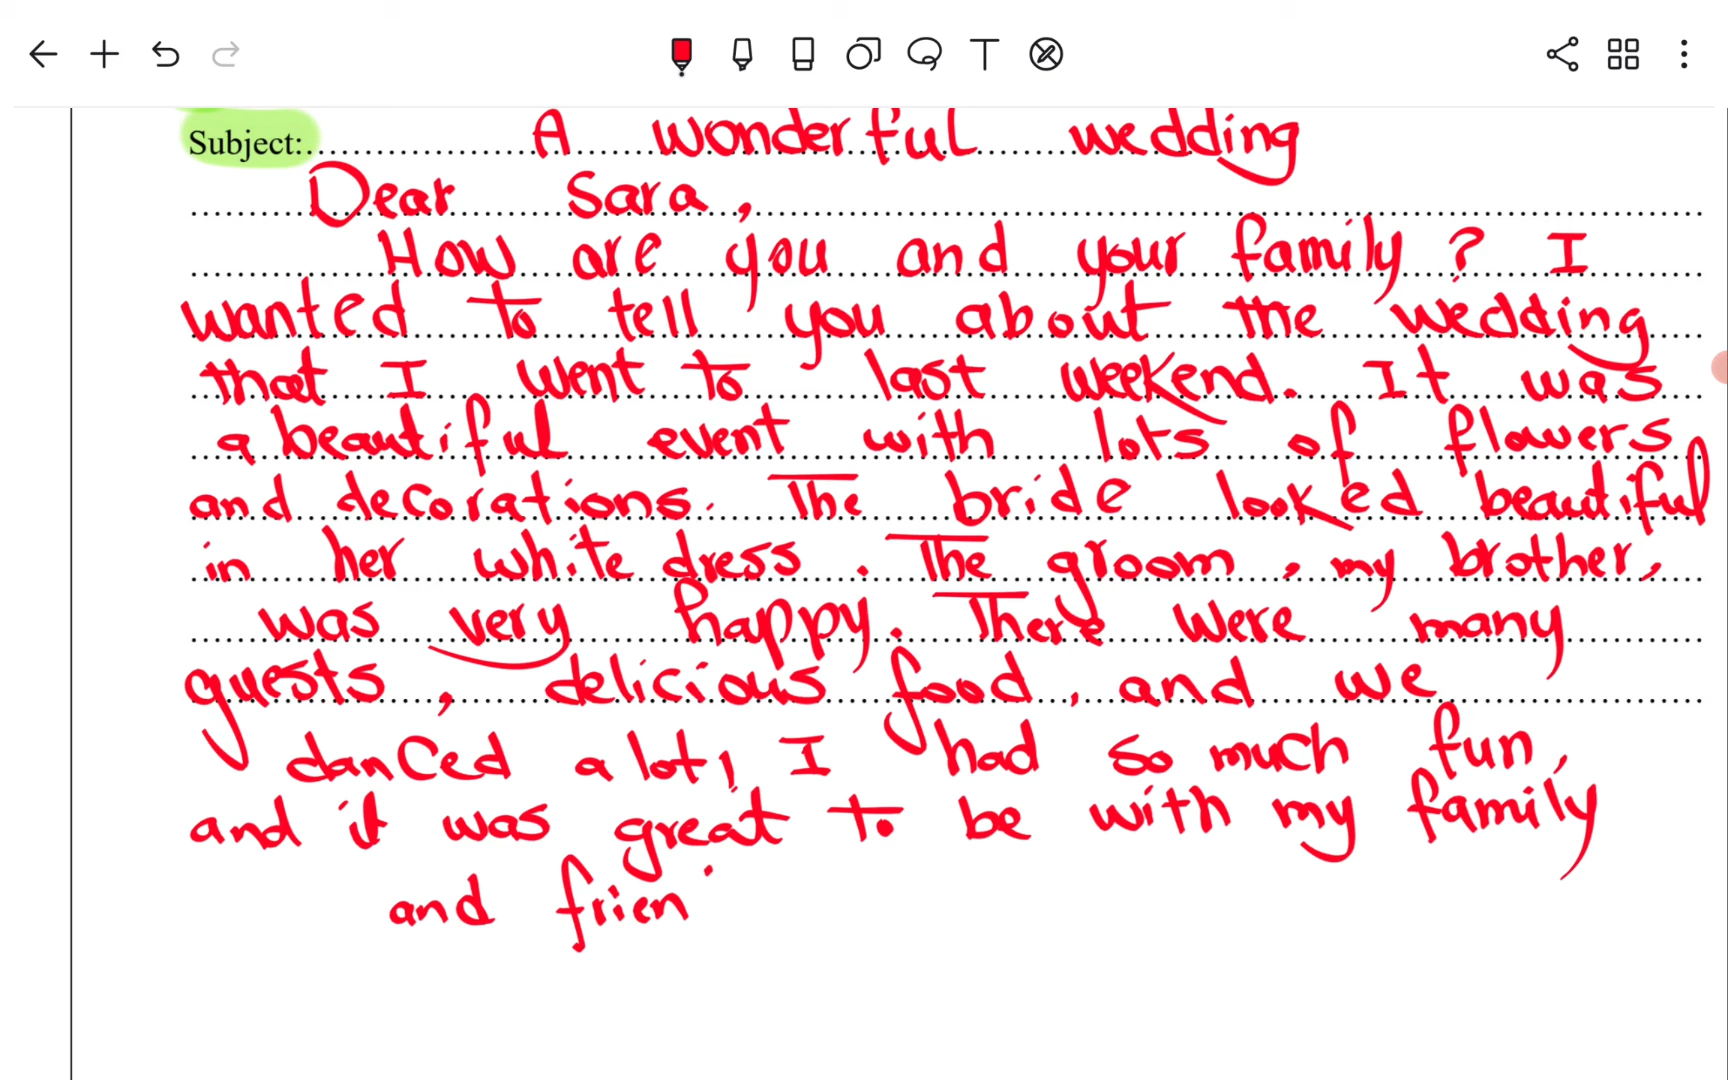 Subject:.................... A wonderful wedding
Dear Sara,
How are you and your family? I
wanted to tell you about the wedding
that I went to last weekend. It was
a beautiful event with lots of flowers
and decorations. The bride looked beautiful
in her white dress. The groom, my brother,
was very happy. There were many
guests, delicious food, and we
danced a lot, I had so much fun,
and it was great to be with my family
and frien